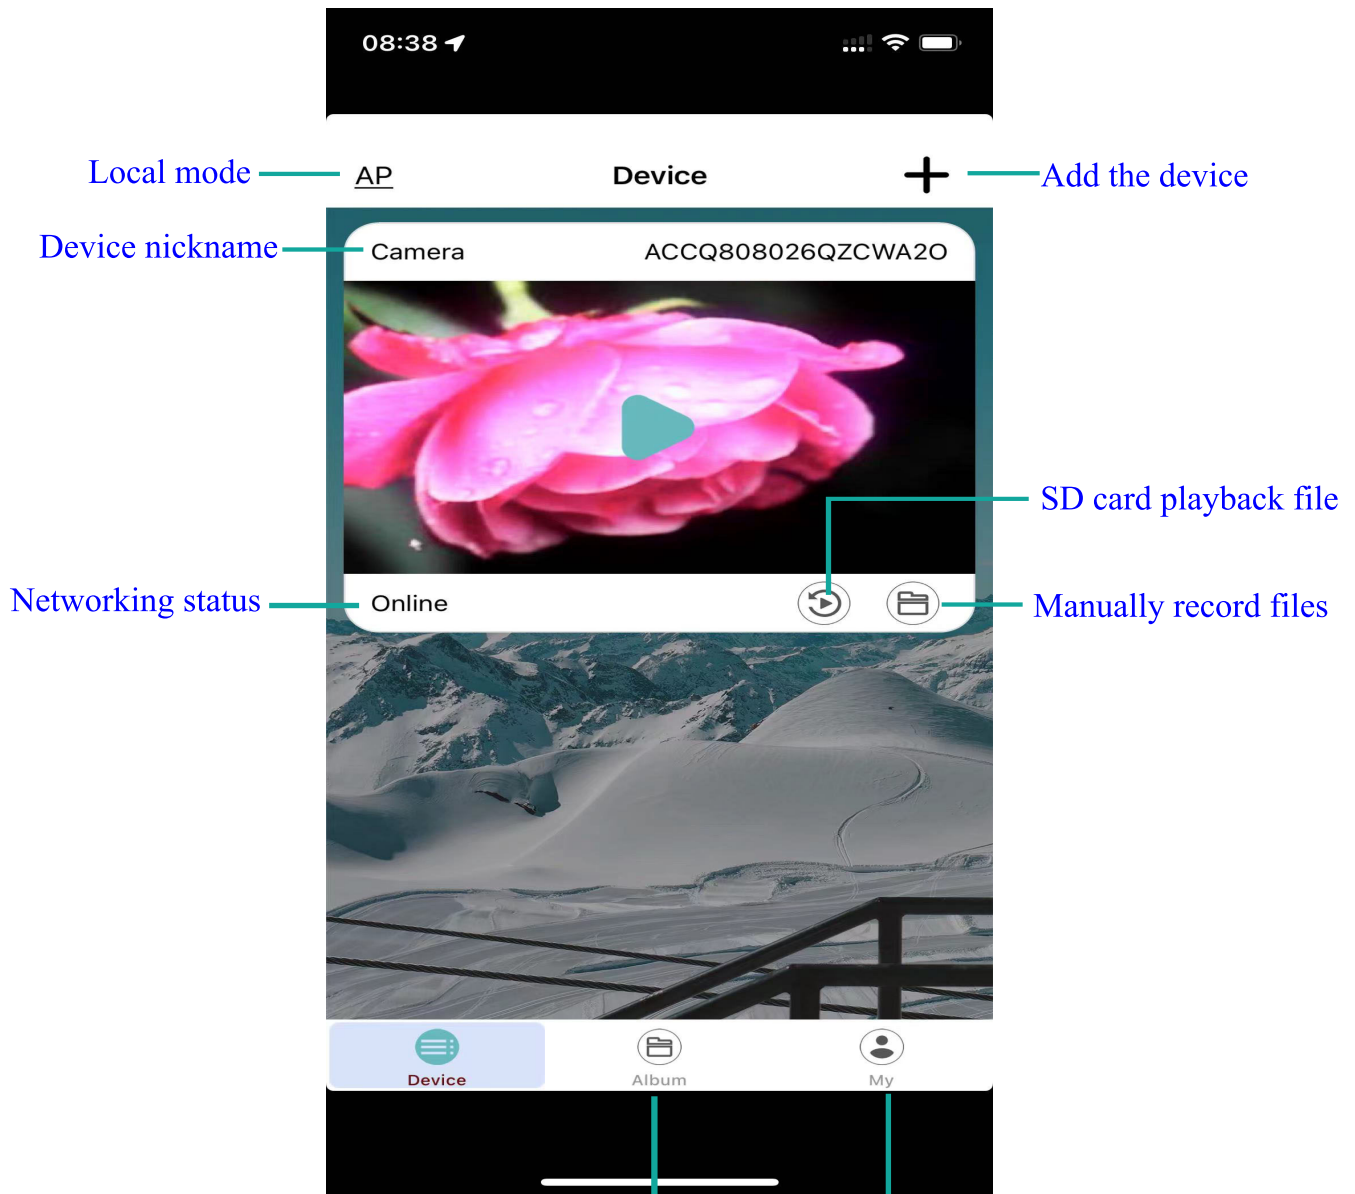 08:38
Local mode
AP
Device
Add the device
Device nickname
Camera
ACCQ808026QZCWA2O
SD card playback file
Networking status
Online
Manually record files
Device
Album
My